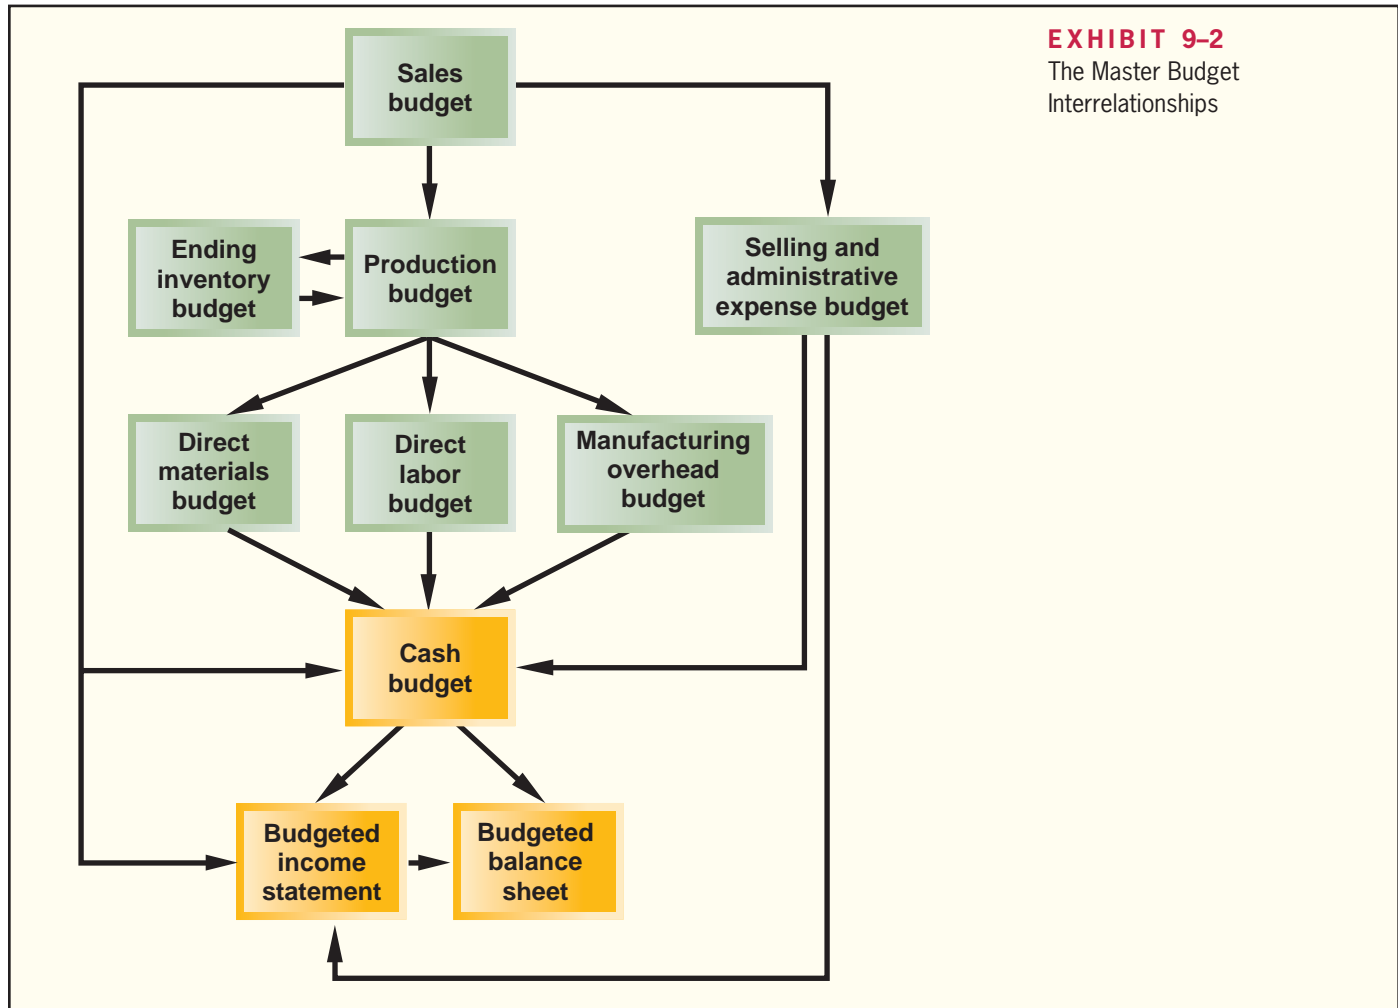 EXHIBIT 9–2
The Master Budget
Interrelationships
Sales
budget
Ending
inventory
budget
Production
budget
Selling and
administrative
expense budget
Direct
materials
budget
Direct
labor
budget
Manufacturing
overhead
budget
Cash
budget
Budgeted
income
statement
Budgeted
balance
sheet